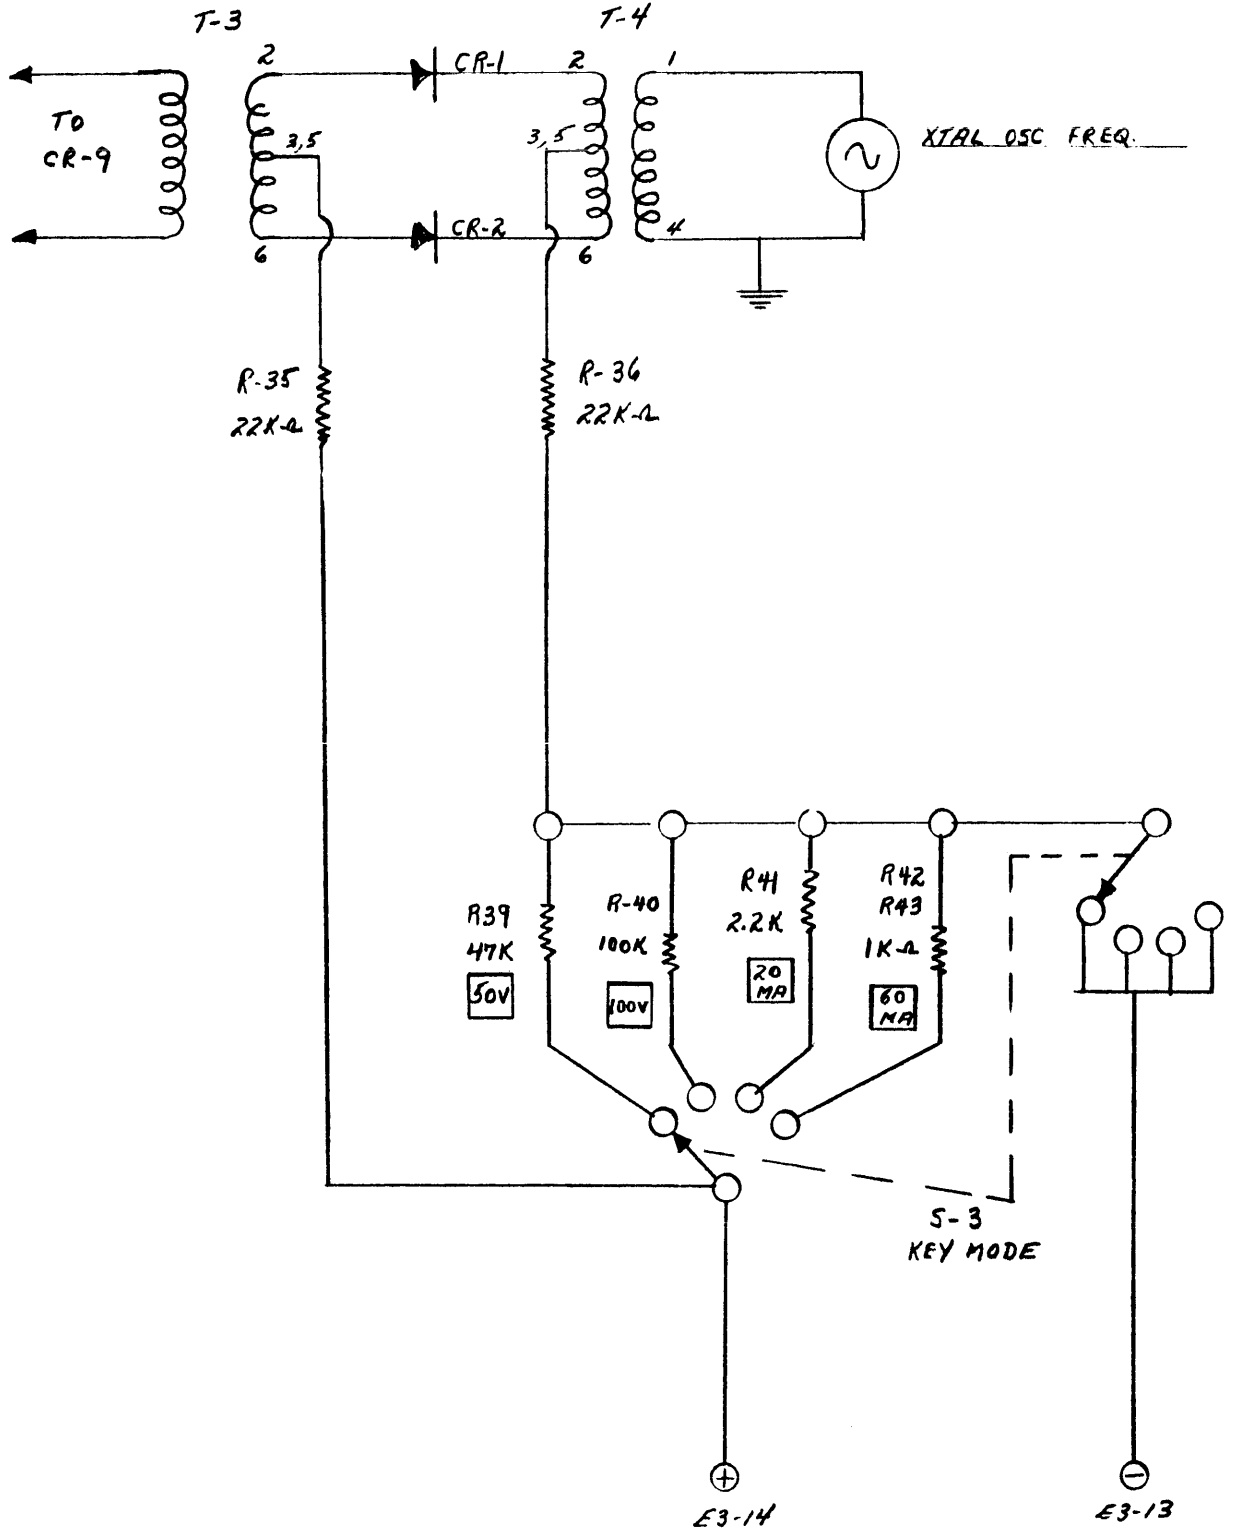 T-3
T-4
2
CR-1
2
1
TO
CR-9
3,5
3,5
XTAL OSC FREQ.
CR-2
4
6
6
R-35
22K Ω
R-36
22K Ω
R39
47K
50V
R-40
100K
100V
R41
2.2K
20
MA
R42
R43
1K Ω
60
MA
S-3
KEY MODE
+
E3-14
−
E3-13